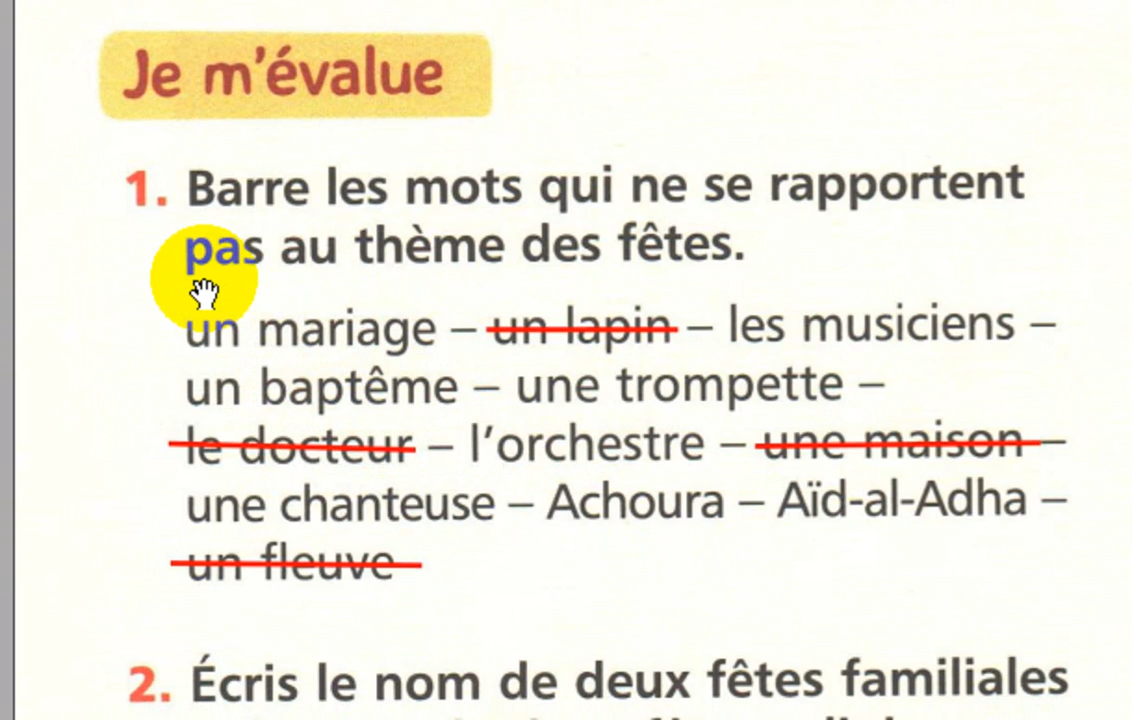 Je m'évalue
1. Barre les mots qui ne se rapportent
pas au thème des fêtes.
un mariage – un lapin – les musiciens –
un baptême – une trompette –
le docteur – l'orchestre – une maison –
une chanteuse – Achoura – Aïd-al-Adha –
un fleuve
2. Écris le nom de deux fêtes familiales